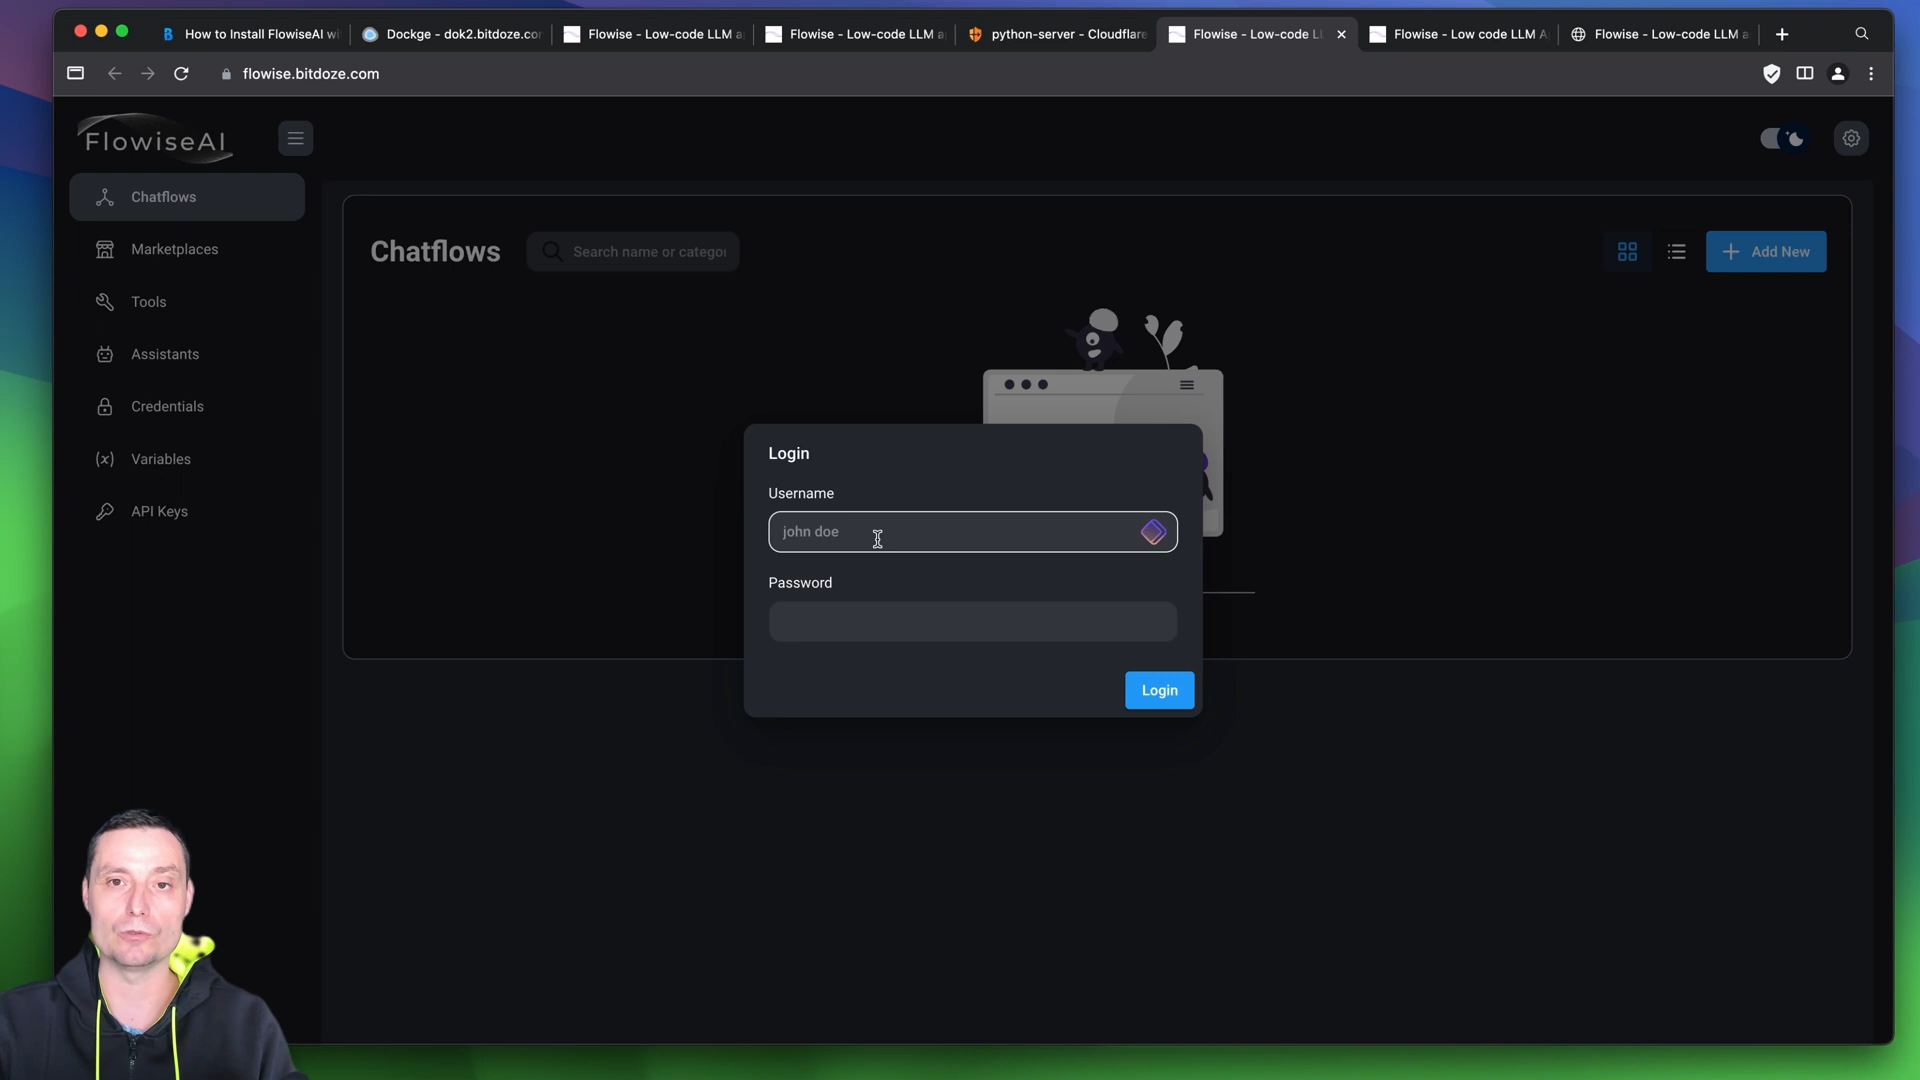 How to Install FlowiseAI wi
Dockge - dok2.bitdoze.co
Flowise - Low-code LLM a
Flowise - Low-code LLM a
python-server - Cloudflare
Flowise - Low-code LL
Flowise - Low code LLM A
Flowise - Low-code LLM a
flowise.bitdoze.com
FlowiseAI
Chatflows
Marketplaces
Tools
Assistants
Credentials
(x) Variables
API Keys
Chatflows
Search name or categor
Add New
Login
Username
john doe
Password
Login